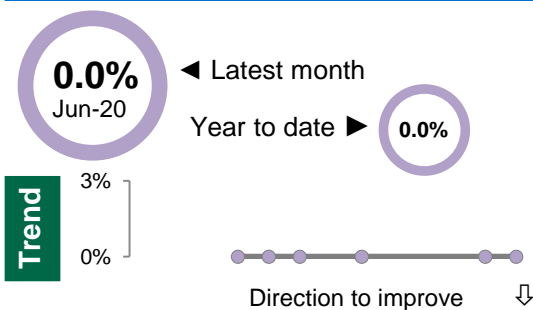 0.0%
Jun-20
◄ Latest month
Year to date ►
0.0%
Trend
3%
0%
Direction to improve ⇩